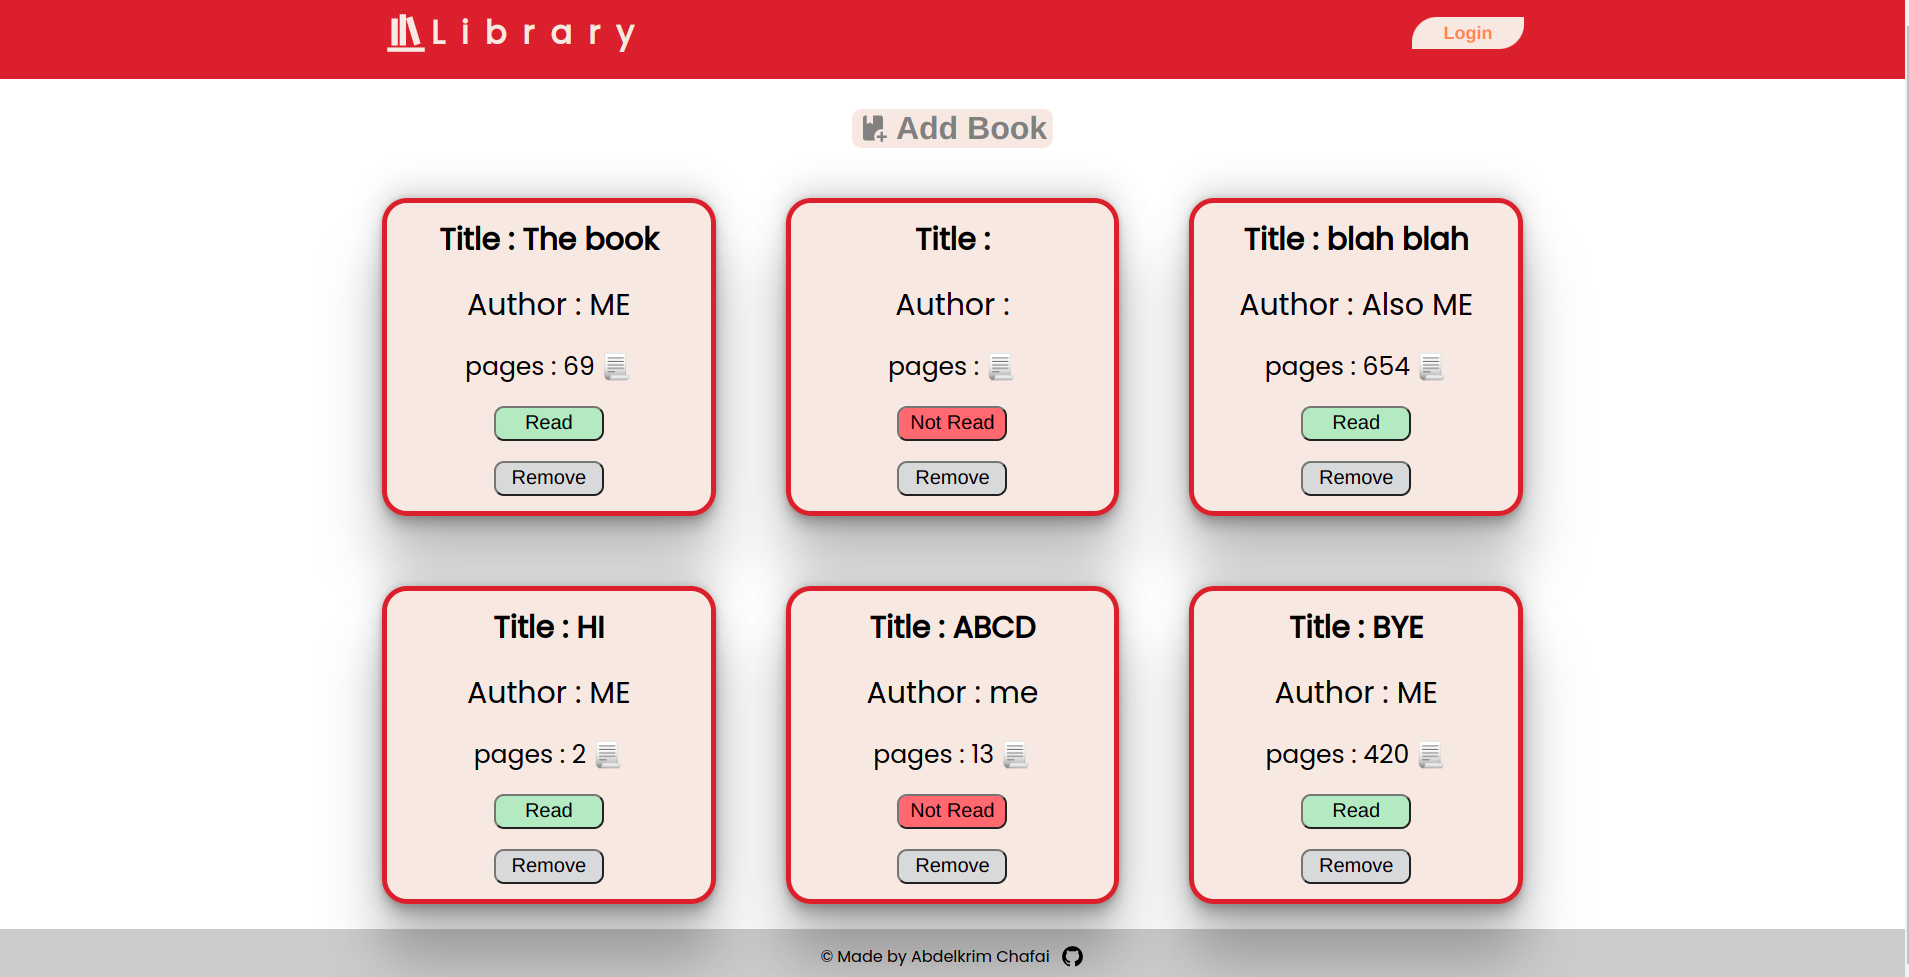 Library
Login
Add Book
Title : The book
Author : ME
pages : 69
Read
Remove
Title :
Author :
pages :
Not Read
Remove
Title : blah blah
Author : Also ME
pages : 654
Read
Remove
Title : HI
Author : ME
pages : 2
Read
Remove
Title : ABCD
Author : me
pages : 13
Not Read
Remove
Title : BYE
Author : ME
pages : 420
Read
Remove
© Made by Abdelkrim Chafai